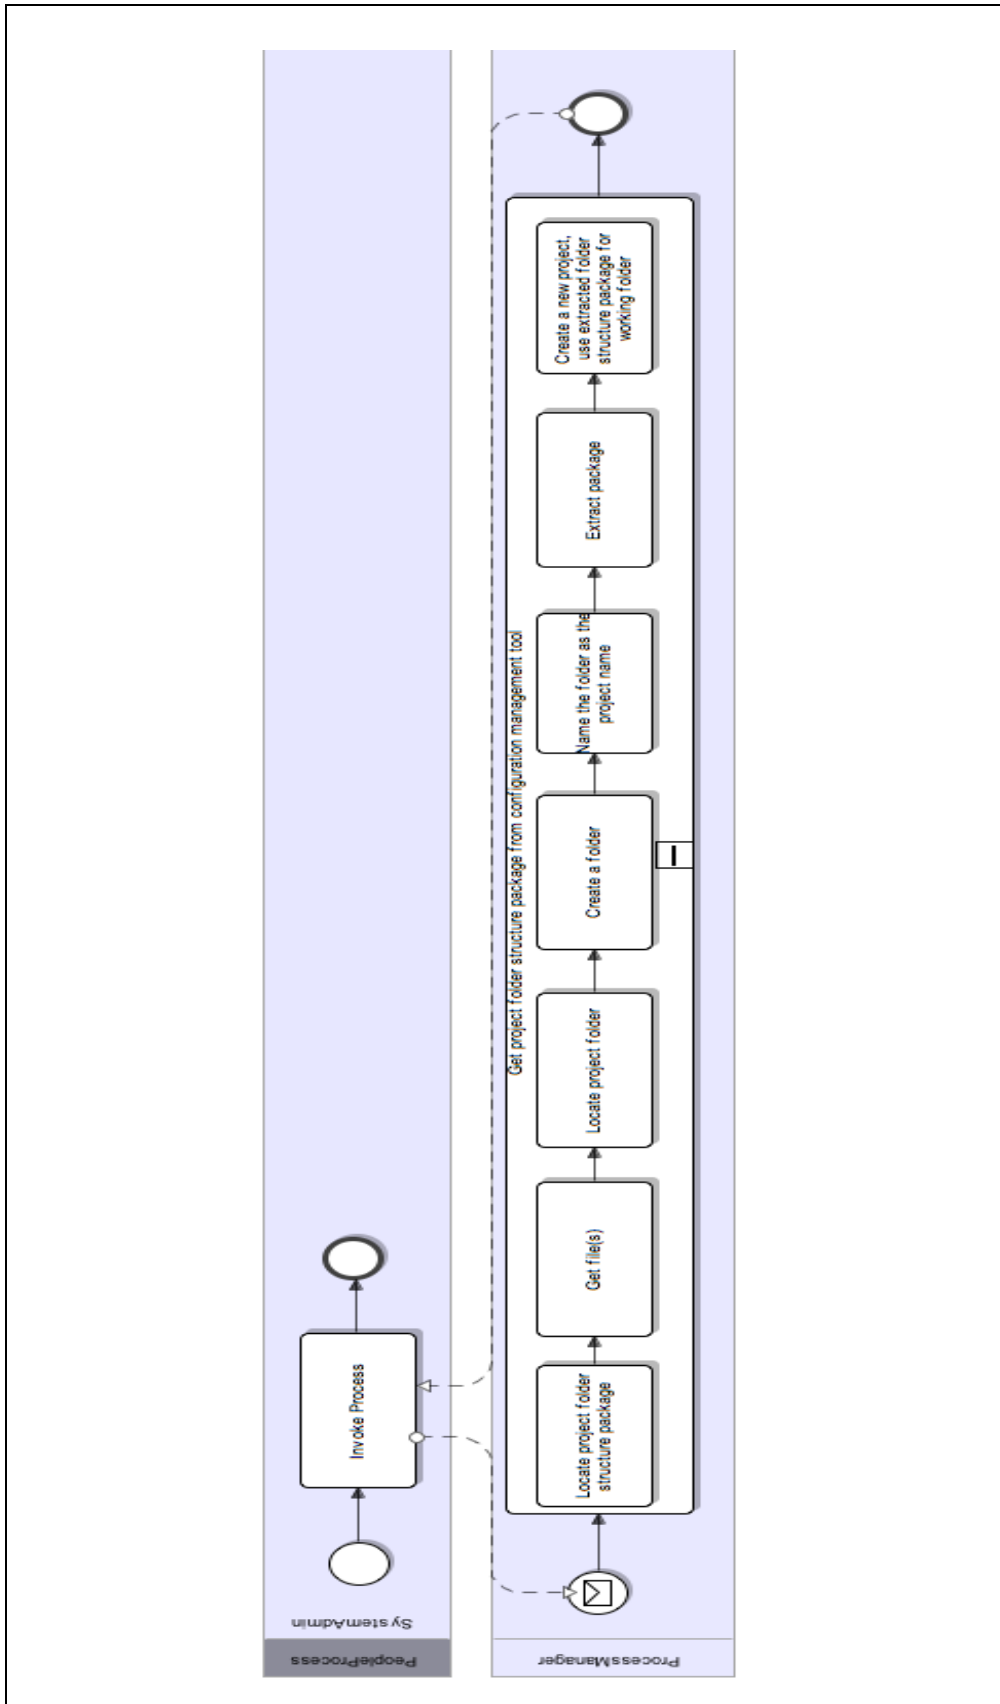 PeopleProcess
SystemAdmin
Invoke Process
ProcessManager
Get project folder structure package from configuration management tool
Locate project folder
structure package
Get file(s)
Locate project folder
Create a folder
Name the folder as the
project name
Extract package
Create a new project,
use extracted folder
structure package for
working folder